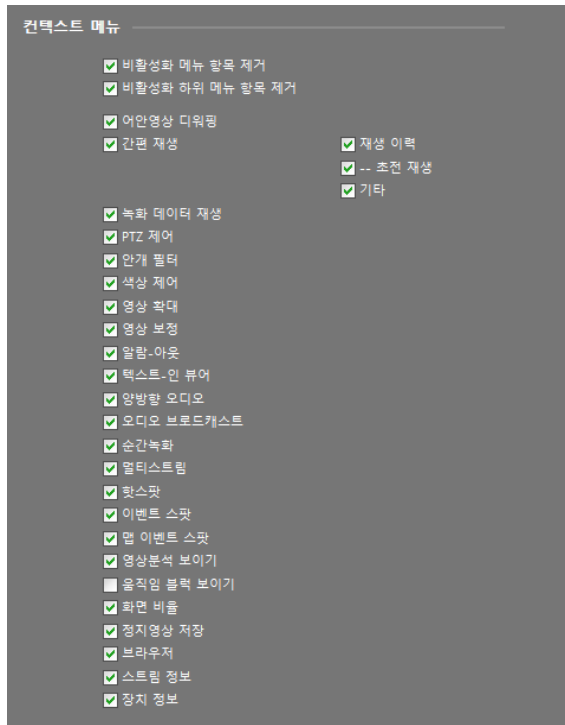 컨텍스트 메뉴
비활성화 메뉴 항목 제거
비활성화 하위 메뉴 항목 제거
어안영상 디워핑
간편 재생
재생 이력
-- 초전 재생
기타
녹화 데이터 재생
PTZ 제어
안개 필터
색상 제어
영상 확대
영상 보정
알람-아웃
텍스트-인 뷰어
양방향 오디오
오디오 브로드캐스트
순간녹화
멀티스트림
핫스팟
이벤트 스팟
맵 이벤트 스팟
영상분석 보이기
움직임 블럭 보이기
화면 비율
정지영상 저장
브라우저
스트림 정보
장치 정보